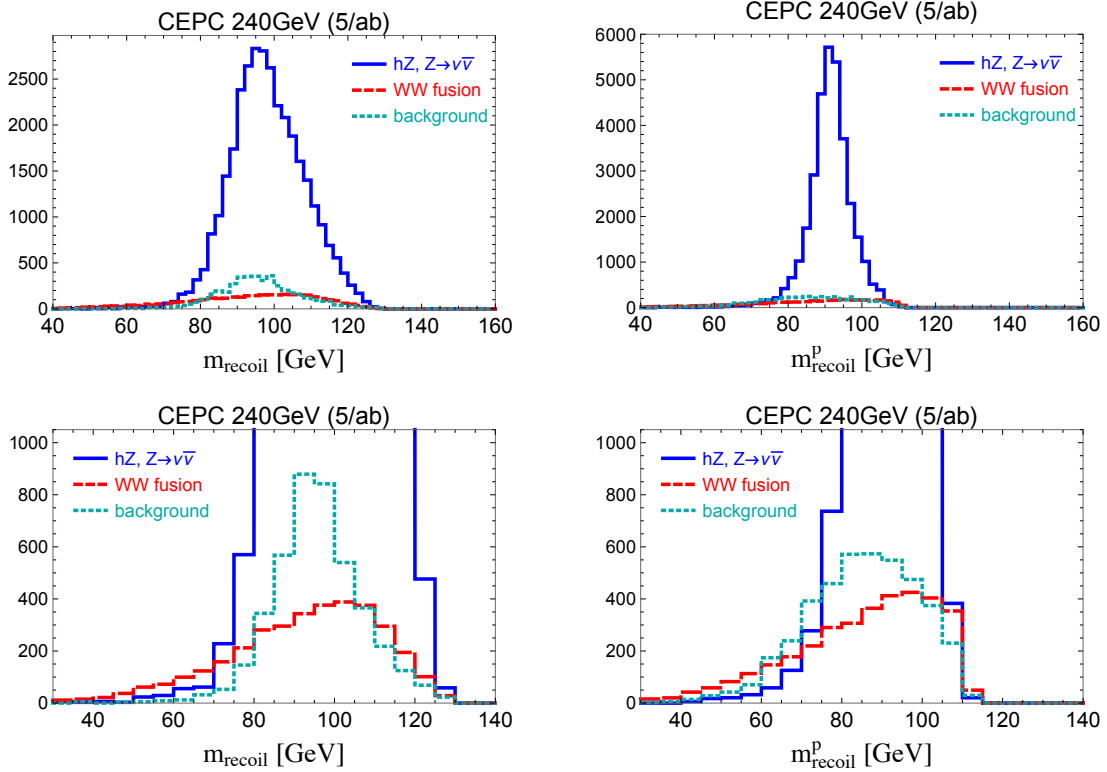 CEPC 240GeV (5/ab)
2500
2000
1500
1000
500
0
40 60 80 100 120 140 160
hZ, Z→νν̅
WW fusion
background
m_recoil [GeV]
CEPC 240GeV (5/ab)
6000
5000
4000
3000
2000
1000
0
40 60 80 100 120 140 160
hZ, Z→νν̅
WW fusion
background
m^p_recoil [GeV]
CEPC 240GeV (5/ab)
1000
800
600
400
200
0
40 60 80 100 120 140
hZ, Z→νν̅
WW fusion
background
m_recoil [GeV]
CEPC 240GeV (5/ab)
1000
800
600
400
200
0
40 60 80 100 120 140
hZ, Z→νν̅
WW fusion
background
m^p_recoil [GeV]